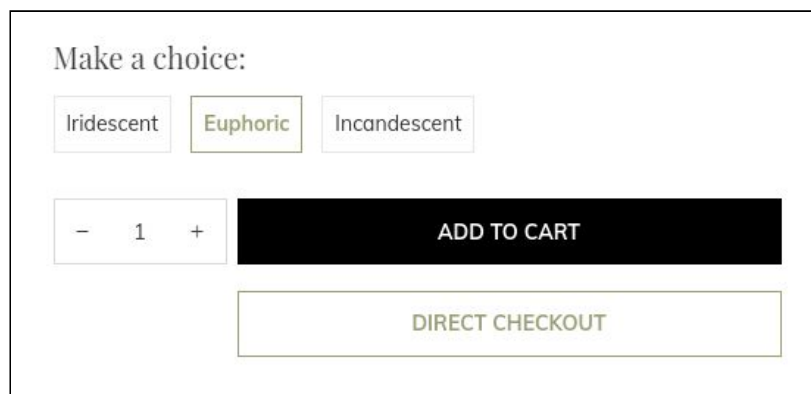 Make a choice:
Iridescent Euphoric Incandescent
− 1 + ADD TO CART
DIRECT CHECKOUT